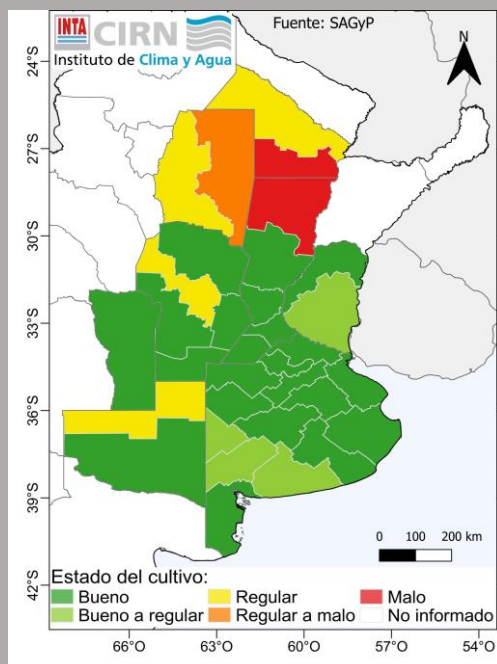 INTA CIRN
Instituto de Clima y Agua
Fuente: SAGyP
N
24°S
27°S
30°S
33°S
36°S
39°S
42°S
0 100 200 km
Estado del cultivo:
Bueno Regular Malo
Bueno a regular Regular a malo No informado
66°O 63°O 60°O 57°O 54°O